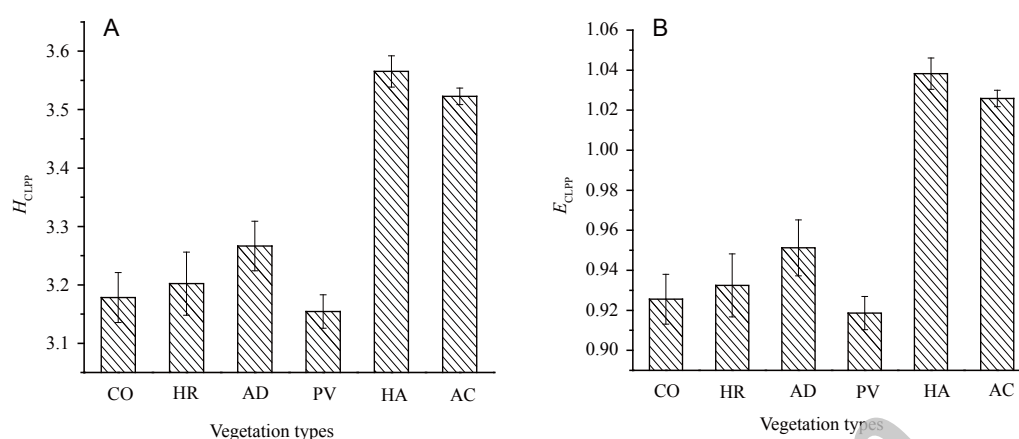 A
H CLPP
3.6
3.5
3.4
3.3
3.2
3.1
CO HR AD PV HA AC
Vegetation types
B
E CLPP
1.06
1.04
1.02
1.00
0.98
0.96
0.94
0.92
0.90
CO HR AD PV HA AC
Vegetation types